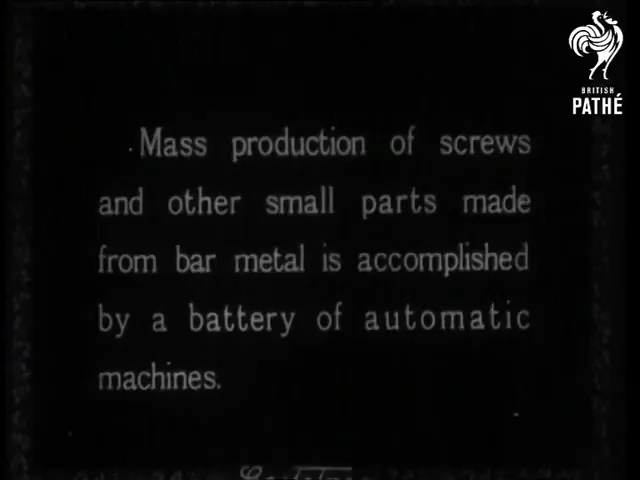 BRITISH
PATHÉ
Mass production of screws
and other small parts made
from bar metal is accomplished
by a battery of automatic
machines.